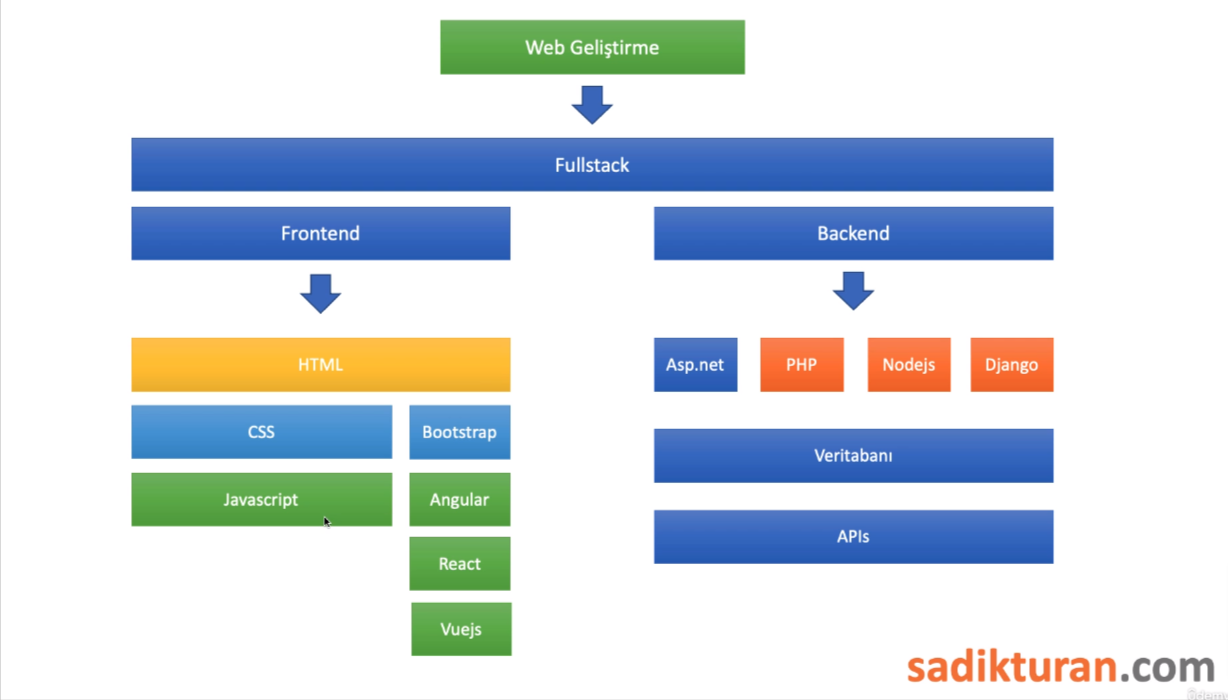 Web Geliştirme
Fullstack
Frontend
Backend
HTML
Asp.net
PHP
Nodejs
Django
CSS
Bootstrap
Veritabanı
Javascript
Angular
APIs
React
Vuejs
sadikturan.com